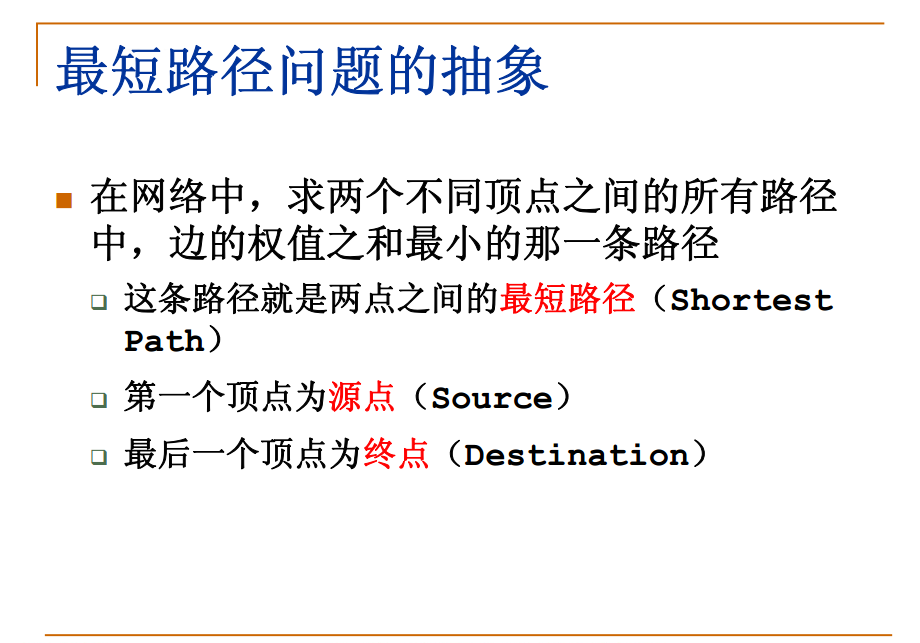 最短路径问题的抽象
在网络中，求两个不同顶点之间的所有路径
中，边的权值之和最小的那一条路径
这条路径就是两点之间的最短路径（Shortest
Path）
第一个顶点为源点（Source）
最后一个顶点为终点（Destination）